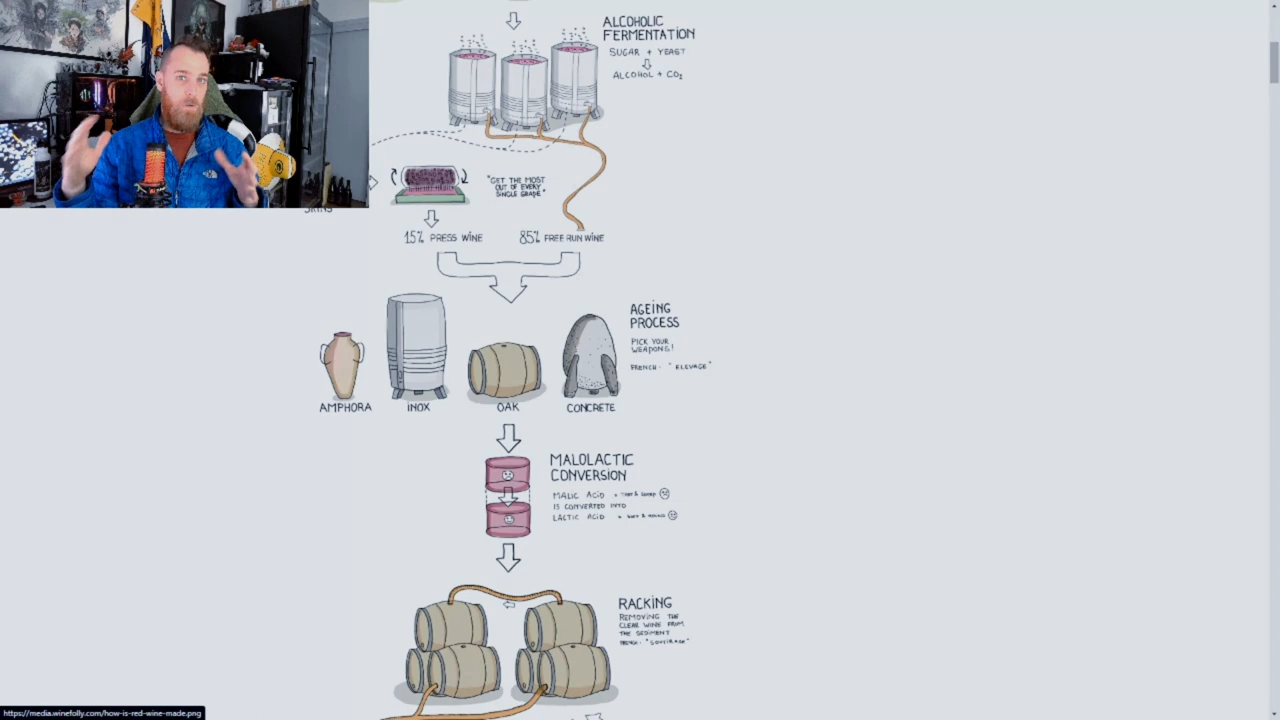 ALCOHOLIC
FERMENTATION
SUGAR + YEAST
ALCOHOL + CO2
"GET THE MOST
OUT OF EVERY
SINGLE GRAPE"
SKINS
15% PRESS WINE
85% FREE RUN WINE
AGEING
PROCESS
PICK YOUR
WEAPONS!
FRENCH: "ELEVAGE"
AMPHORA
INOX
OAK
CONCRETE
MALOLACTIC
CONVERSION
MALIC ACID
IS CONVERTED INTO
LACTIC ACID
RACKING
REMOVING THE
CLEAR WINE FROM
THE SEDIMENT
FRENCH: "SOUTIRAGE"
https://media.winefolly.com/how-is-red-wine-made.png